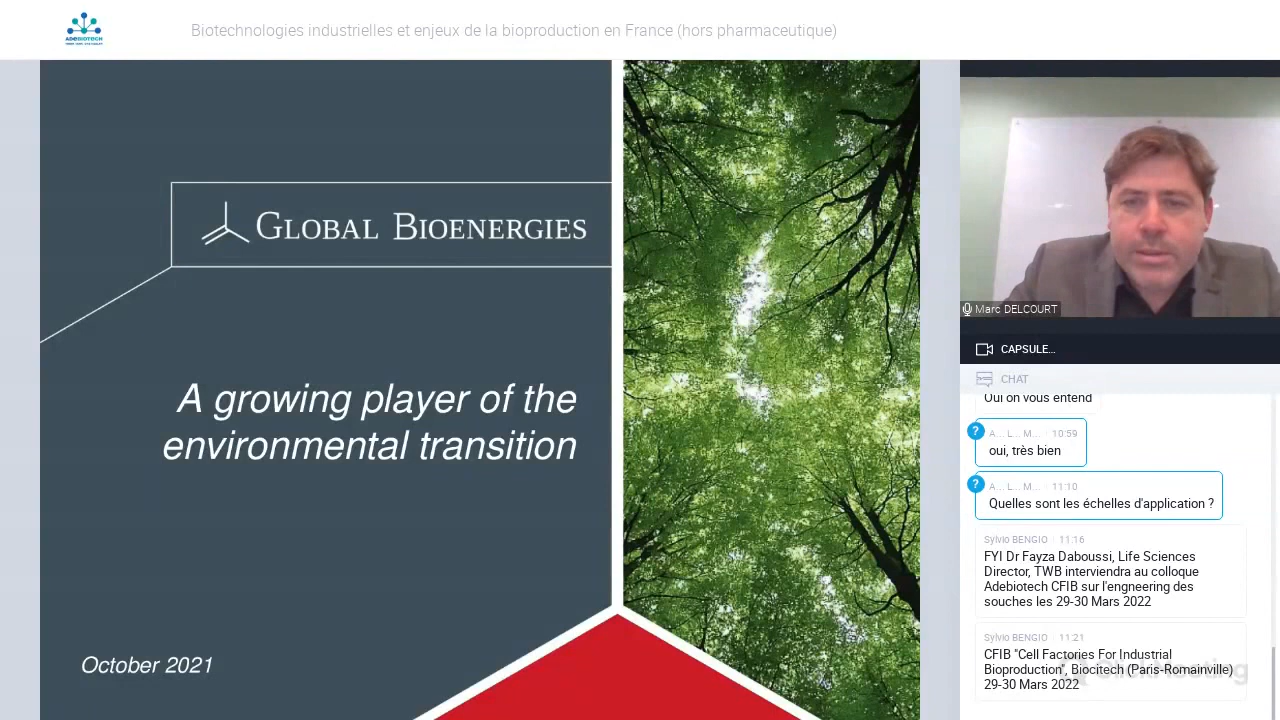 ADEBIOTECH
Biotechnologies industrielles et enjeux de la bioproduction en France (hors pharmaceutique)
GLOBAL BIOENERGIES
A growing player of the
environmental transition
October 2021
Marc DELCOURT
CAPSULE...
CHAT
Oui on vous entend
? A... L... M... · 10:59
oui, très bien
? A... L... M... · 11:10
Quelles sont les échelles d'application ?
Sylvio BENGIO · 11:16
FYI Dr Fayza Daboussi, Life Sciences
Director, TWB interviendra au colloque
Adebiotech CFIB sur l'engneering des
souches les 29-30 Mars 2022
Sylvio BENGIO · 11:21
CFIB "Cell Factories For Industrial
Bioproduction", Biocitech (Paris-Romainville)
29-30 Mars 2022